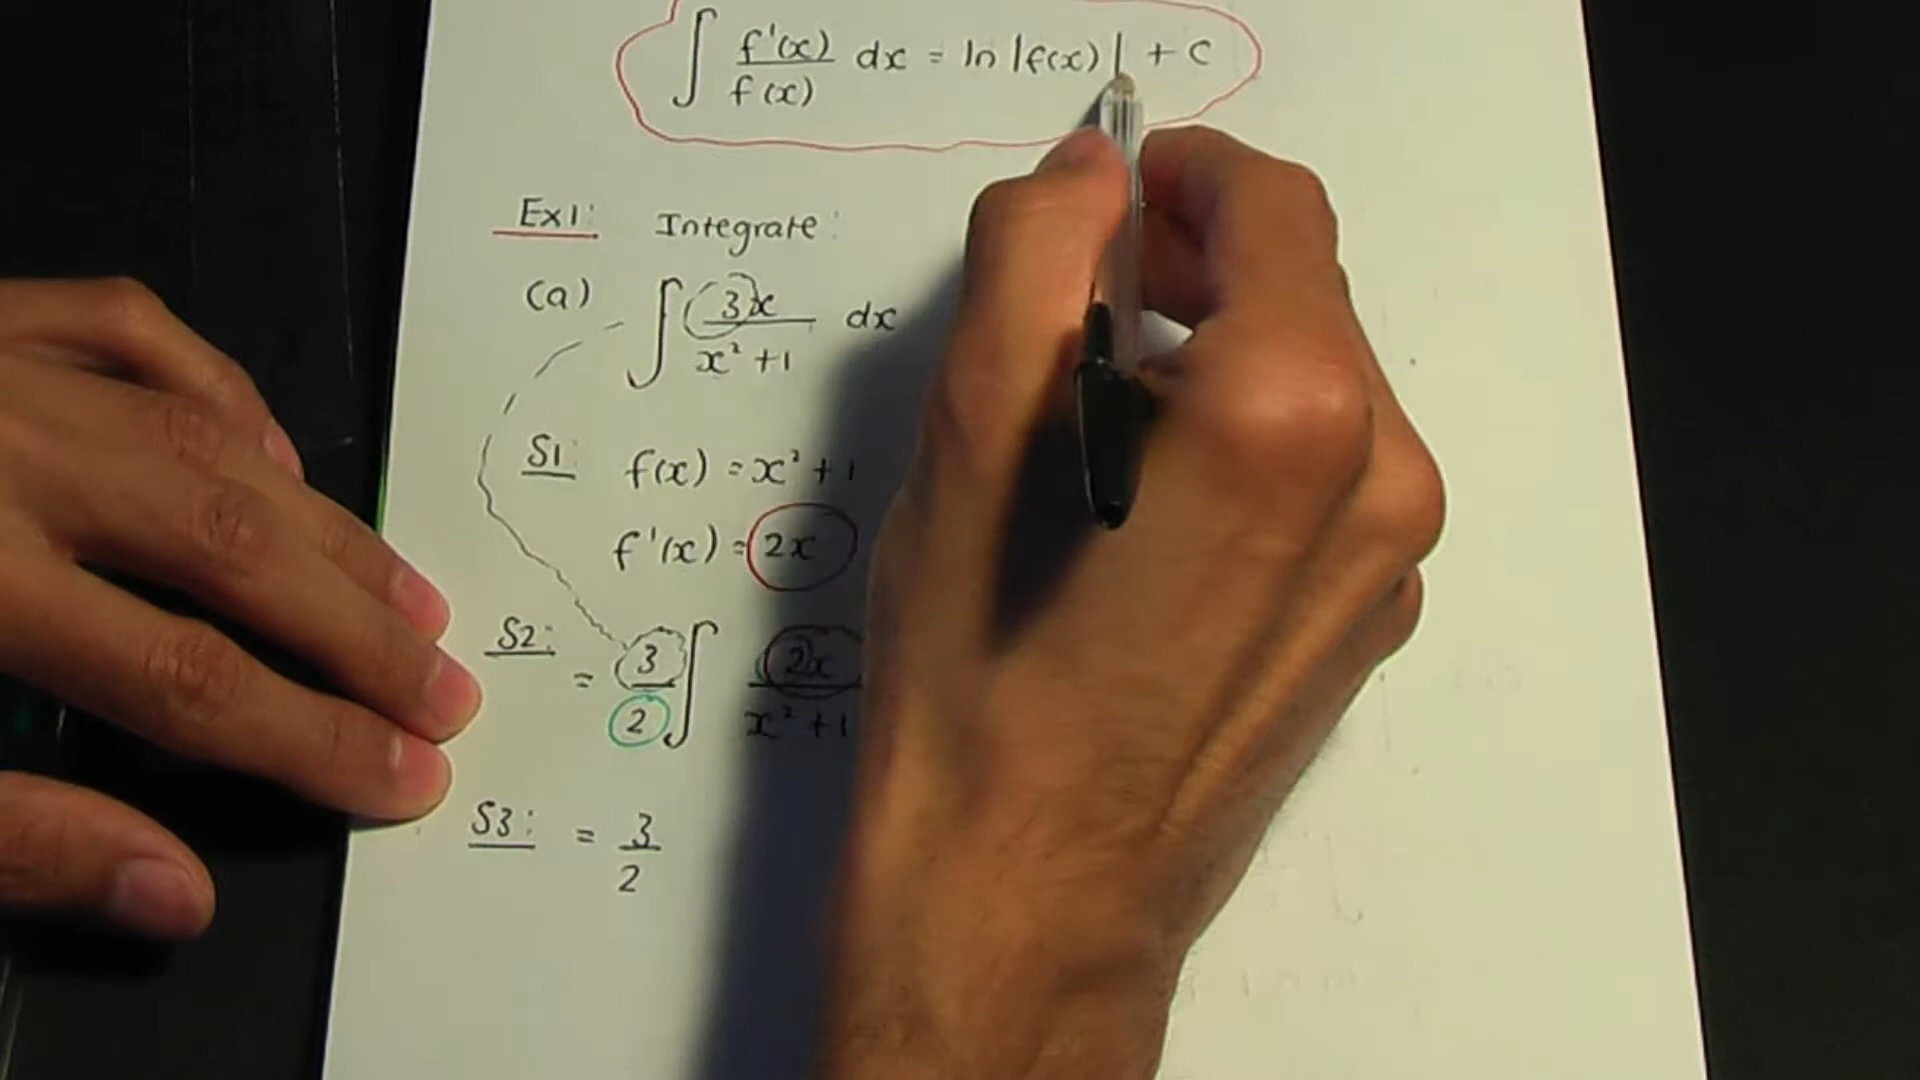 ∫ f'(x)/f(x) dx = ln |f(x)| + c
Ex1: Integrate:
(a) ∫ 3x/x²+1 dx
S1: f(x) = x² + 1
f'(x) = 2x
S2: = 3/2 ∫ 2x/x²+1
S3: = 3/2